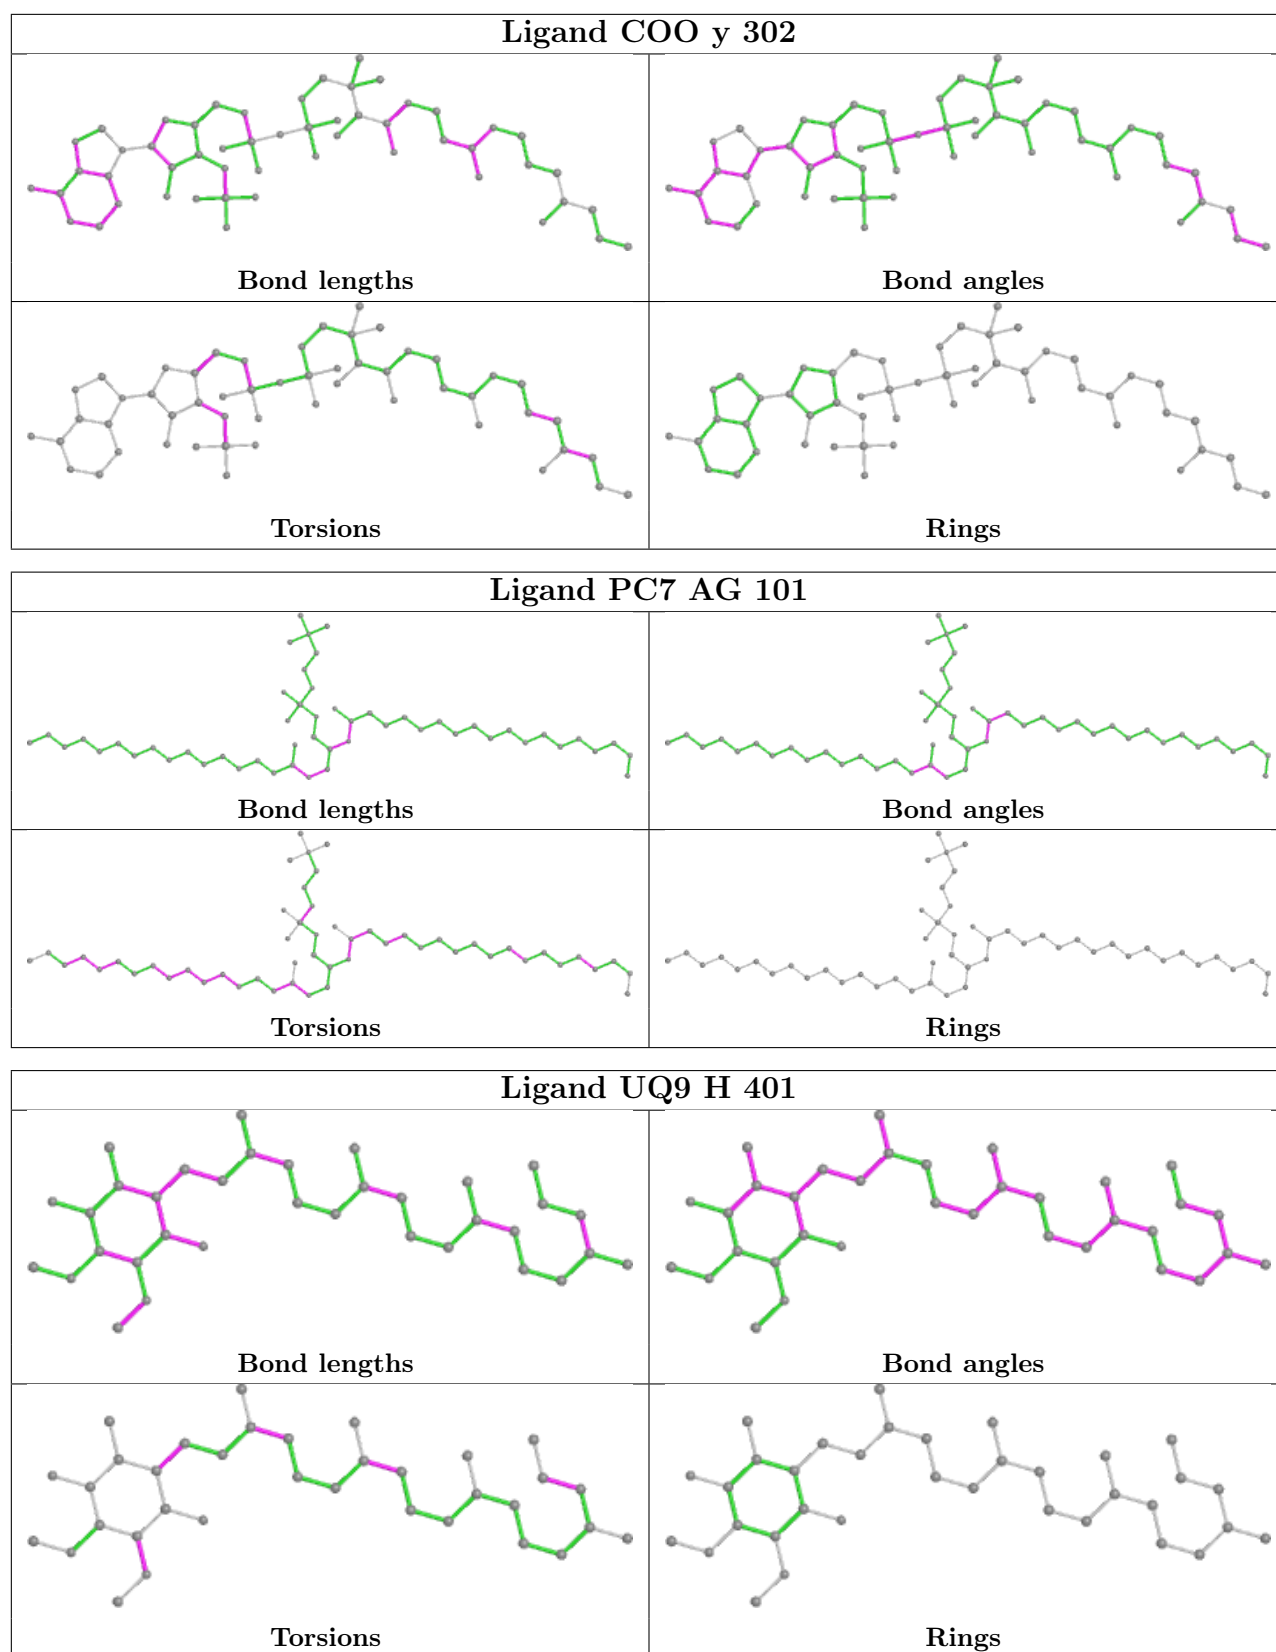 Ligand COO y 302
Bond lengths
Bond angles
Torsions
Rings
Ligand PC7 AG 101
Bond lengths
Bond angles
Torsions
Rings
Ligand UQ9 H 401
Bond lengths
Bond angles
Torsions
Rings